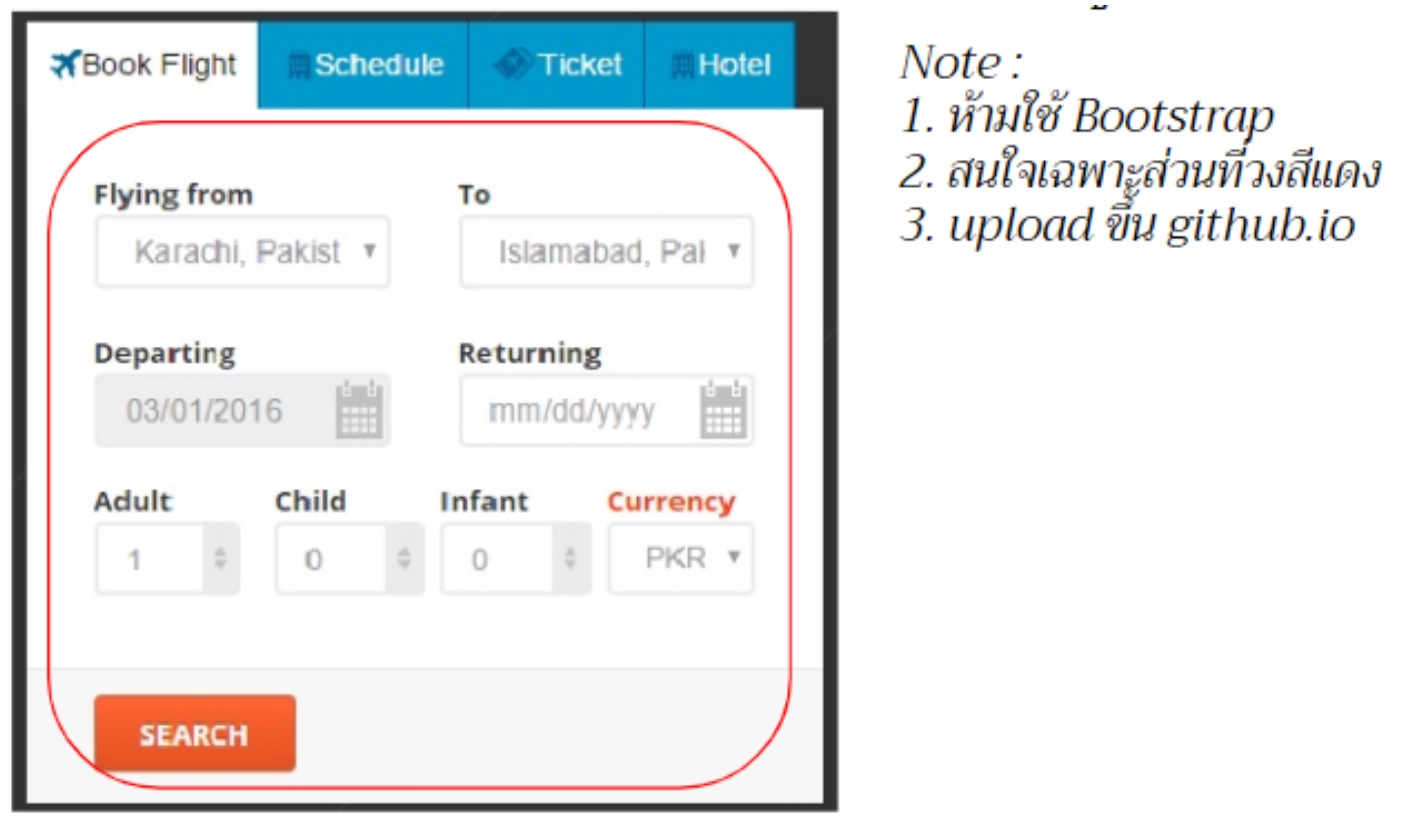 Book Flight Schedule Ticket Hotel
Flying from To
Karachi, Pakist Islamabad, Pal
Departing Returning
03/01/2016 mm/dd/yyyy
Adult Child Infant Currency
1 0 0 PKR
SEARCH
Note :
1. ห้ามใช้ Bootstrap
2. สนใจเฉพาะส่วนที่วงสีแดง
3. upload ขึ้น github.io